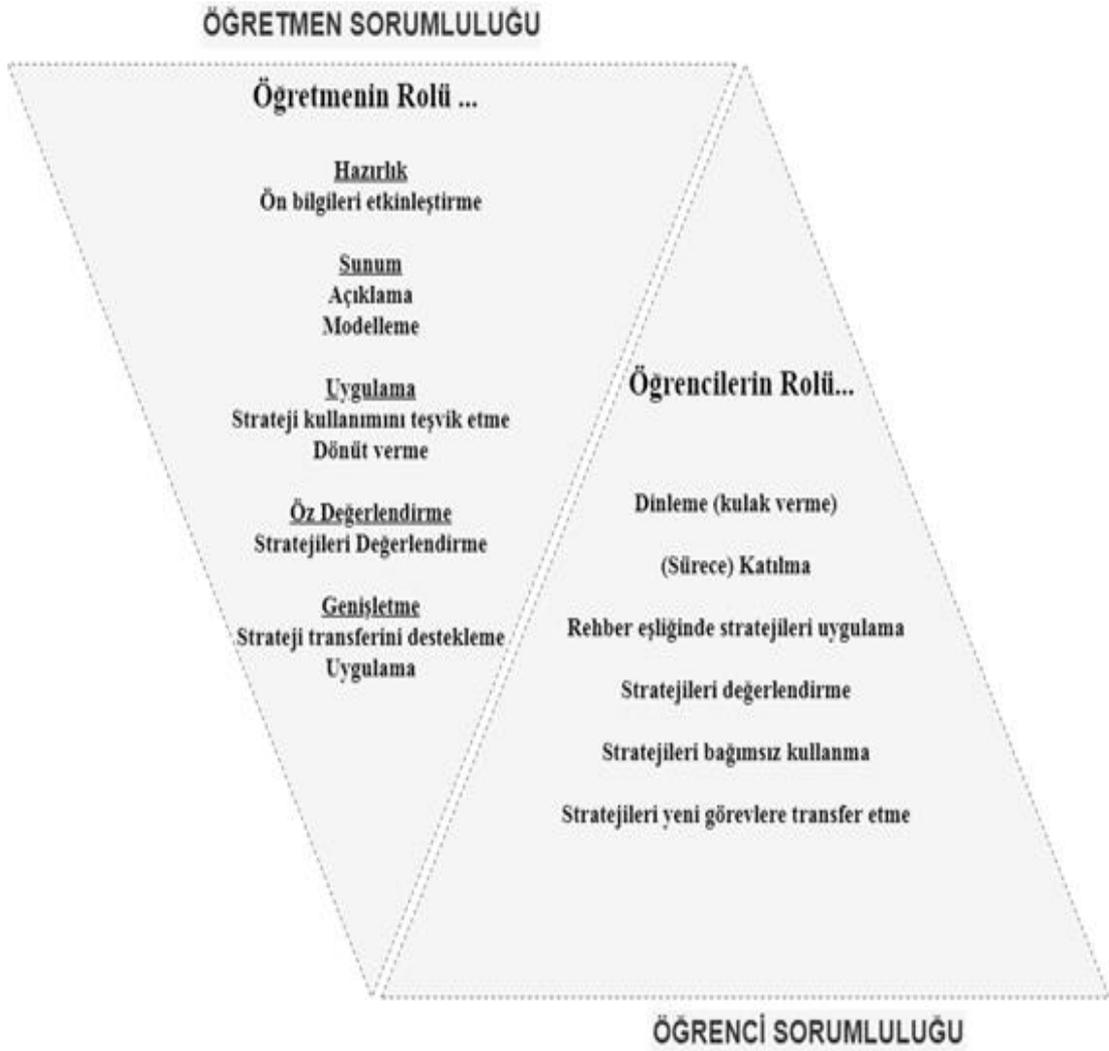 ÖĞRETMEN SORUMLULUĞU
Öğretmenin Rolü ...
Hazırlık
Ön bilgileri etkinleştirme
Sunum
Açıklama
Modelleme
Uygulama
Strateji kullanımını teşvik etme
Dönüt verme
Öz Değerlendirme
Stratejileri Değerlendirme
Genişletme
Strateji transferini destekleme
Uygulama
Öğrencilerin Rolü...
Dinleme (kulak verme)
(Sürece) Katılma
Rehber eşliğinde stratejileri uygulama
Stratejileri değerlendirme
Stratejileri bağımsız kullanma
Stratejileri yeni görevlere transfer etme
ÖĞRENCİ SORUMLULUĞU